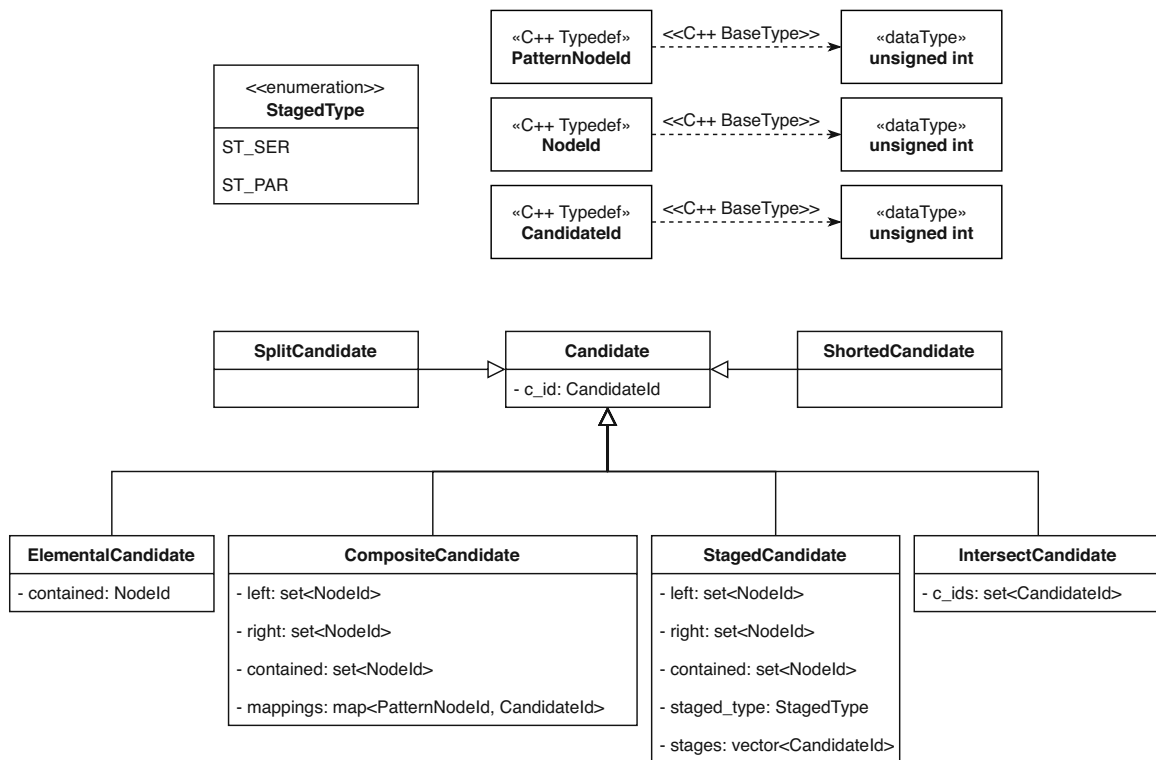 <<enumeration>>
StagedType
ST_SER
ST_PAR
«C++ Typedef»
PatternNodeId
<<C++ BaseType>>
«dataType»
unsigned int
«C++ Typedef»
NodeId
<<C++ BaseType>>
«dataType»
unsigned int
«C++ Typedef»
CandidateId
<<C++ BaseType>>
«dataType»
unsigned int
SplitCandidate
Candidate
- c_id: CandidateId
ShortedCandidate
ElementalCandidate
- contained: NodeId
CompositeCandidate
- left: set<NodeId>
- right: set<NodeId>
- contained: set<NodeId>
- mappings: map<PatternNodeId, CandidateId>
StagedCandidate
- left: set<NodeId>
- right: set<NodeId>
- contained: set<NodeId>
- staged_type: StagedType
- stages: vector<CandidateId>
IntersectCandidate
- c_ids: set<CandidateId>